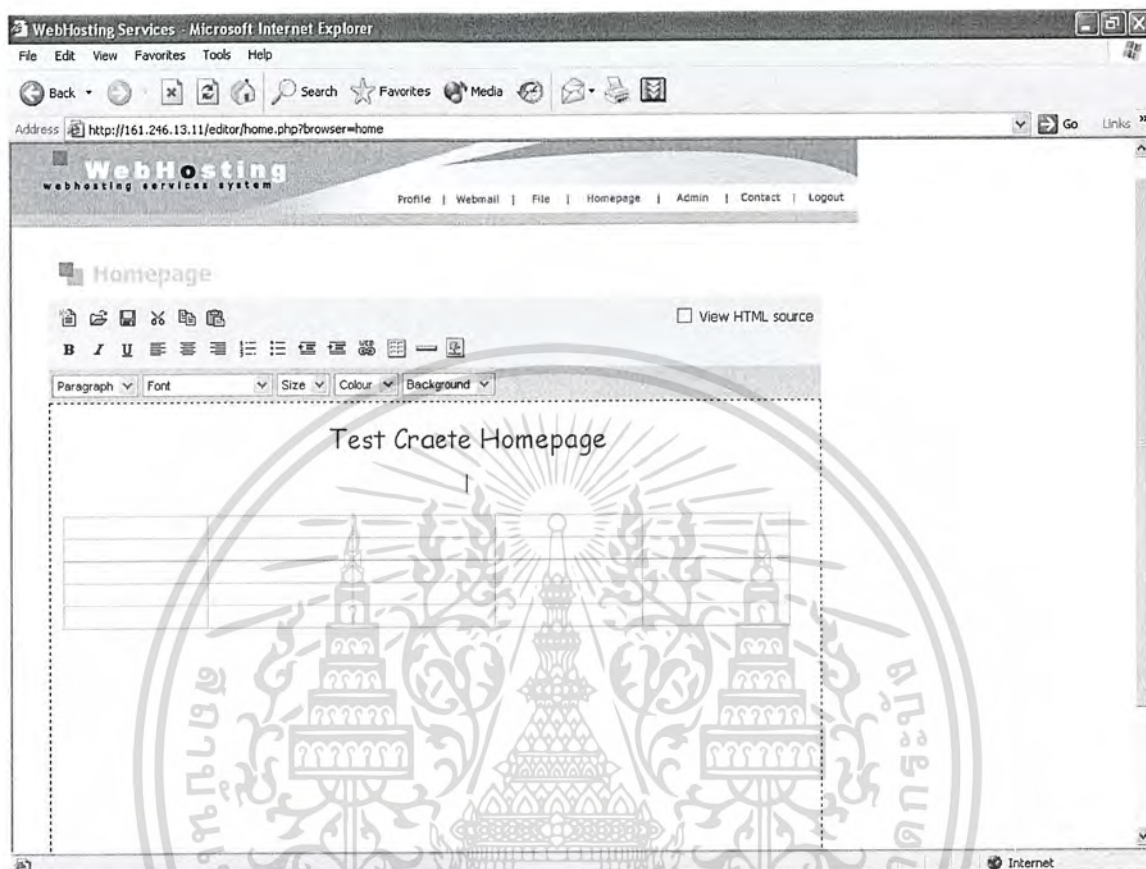 WebHosting Services - Microsoft Internet Explorer
File Edit View Favorites Tools Help
Back Search Favorites Media
Address http://161.246.13.11/editor/home.php?browser=home Go Links
WebHosting
webhosting services system
Profile | Webmail | File | Homepage | Admin | Contact | Logout
Homepage
View HTML source
B I U WEB
Paragraph Font Size Colour Background
Test Craete Homepage
Internet